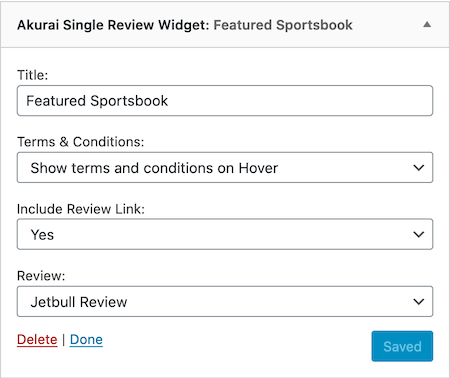 Akurai Single Review Widget: Featured Sportsbook
Title:
Featured Sportsbook
Terms & Conditions:
Show terms and conditions on Hover
Include Review Link:
Yes
Review:
Jetbull Review
Delete | Done
Saved